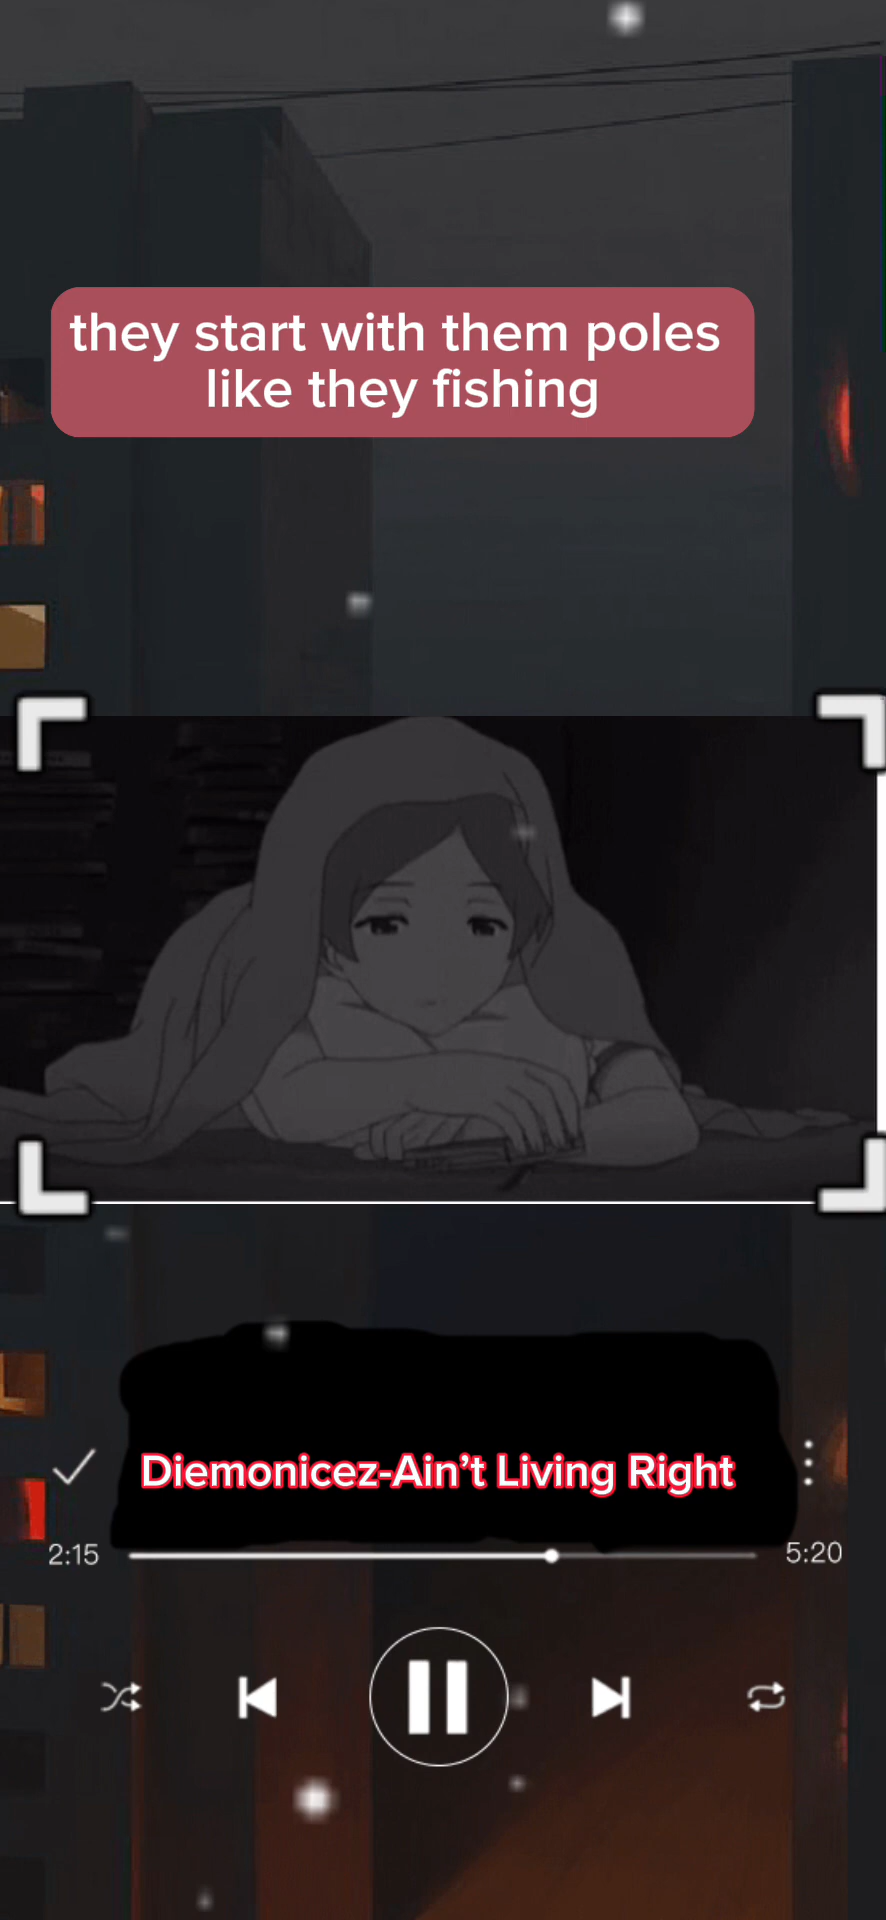 they start with them poles
like they fishing
Diemonicez-Ain't Living Right
2:15
5:20